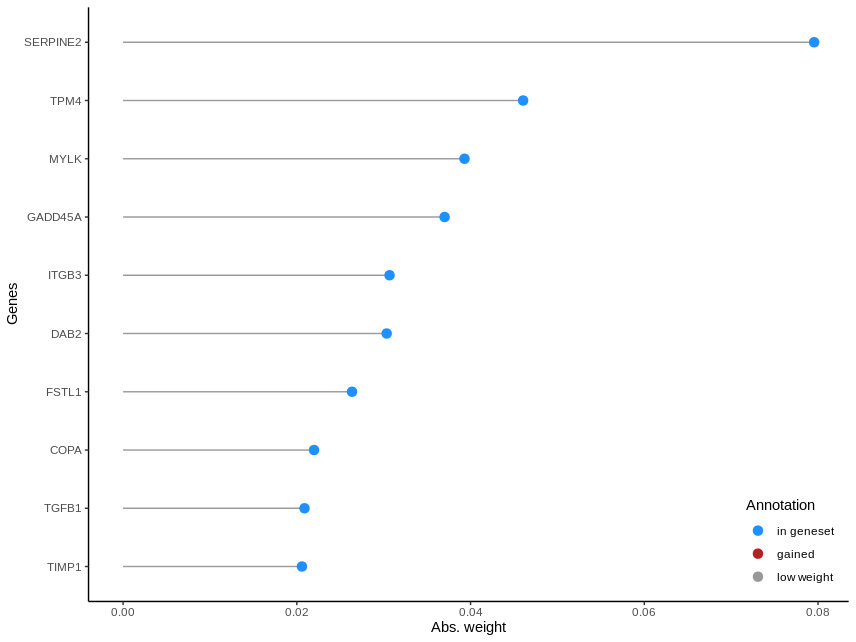 SERPINE2
TPM4
MYLK
GADD45A
ITGB3
DAB2
FSTL1
COPA
TGFB1
TIMP1
Genes
0.00 0.02 0.04 0.06 0.08
Abs. weight
Annotation
in geneset
gained
low weight